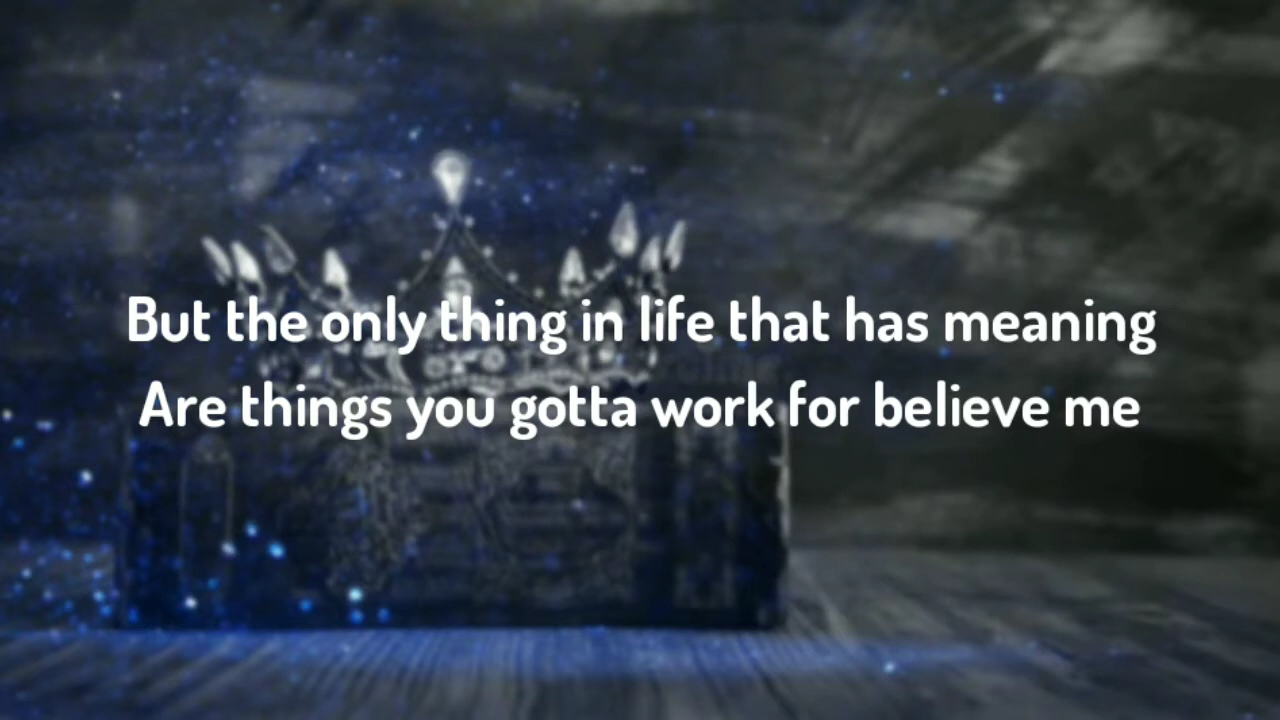 But the only thing in life that has meaning
Are things you gotta work for believe me